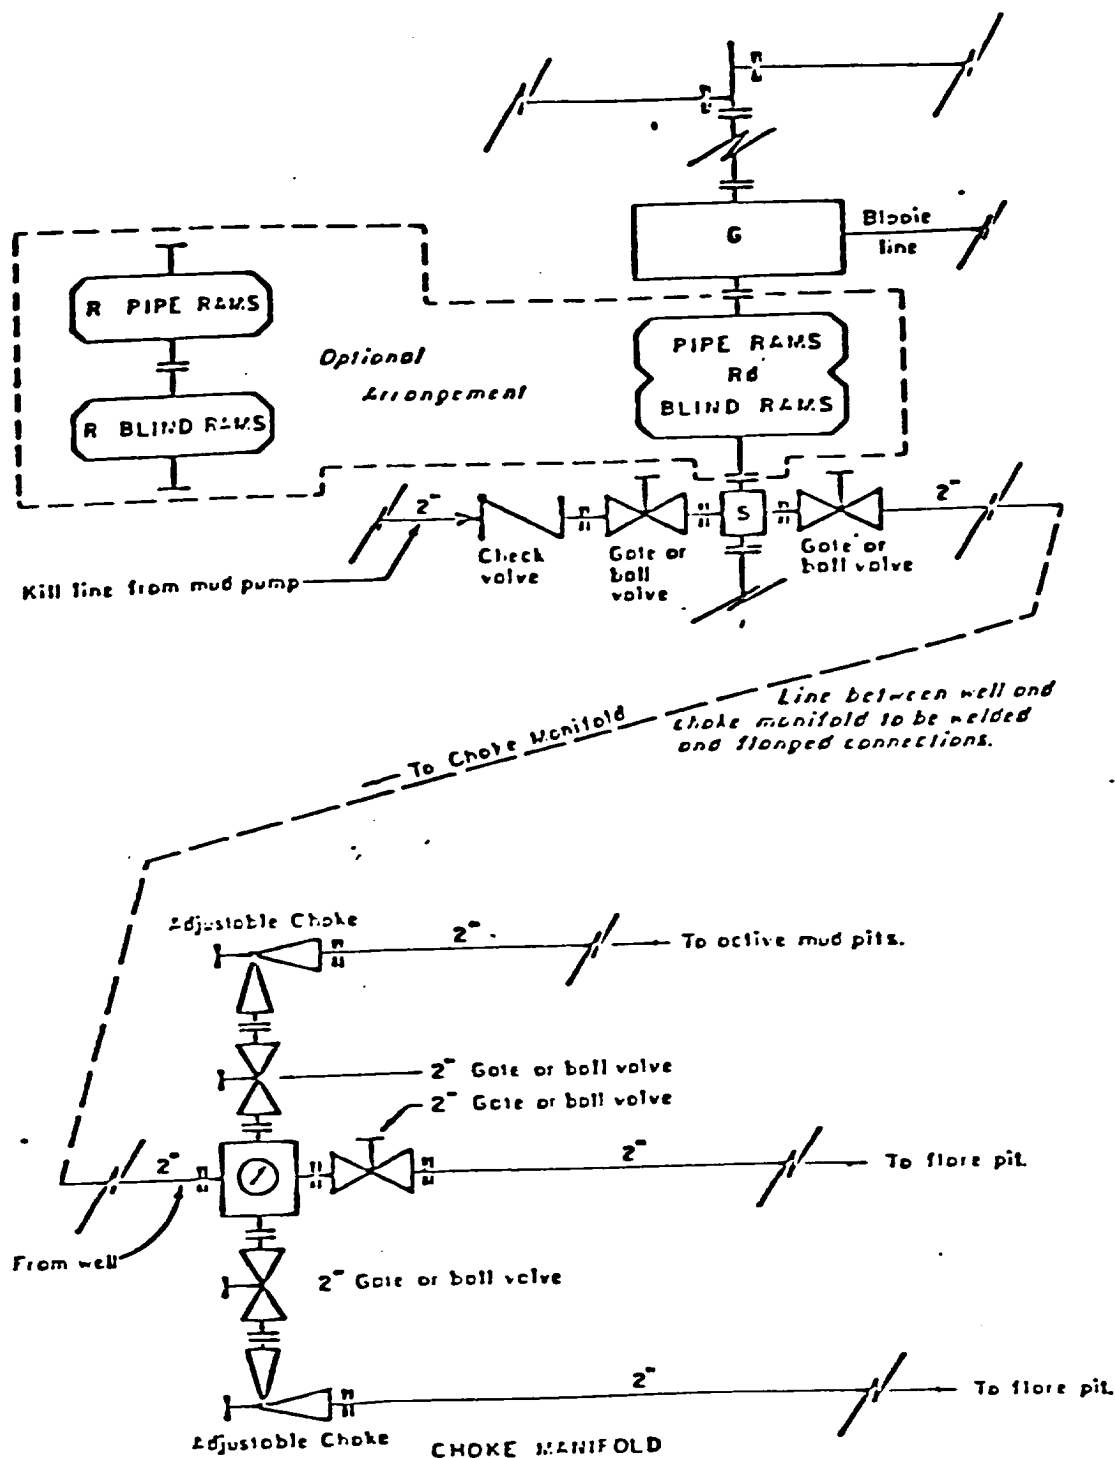 Blooie
line
G
R PIPE RAMS
R BLIND RAMS
Optional
Arrangement
PIPE RAMS
Rd
BLIND RAMS
2"
S
2"
Check
valve
Gate or
ball
valve
Gate or
ball valve
Kill line from mud pump
Line between well and
choke manifold to be welded
and flanged connections.
To Choke Manifold
Adjustable Choke
2"
To active mud pits.
2" Gate or ball valve
2" Gate or ball valve
2"
2"
To flare pit.
From well
2" Gate or ball valve
2"
To flare pit.
Adjustable Choke
CHOKE MANIFOLD